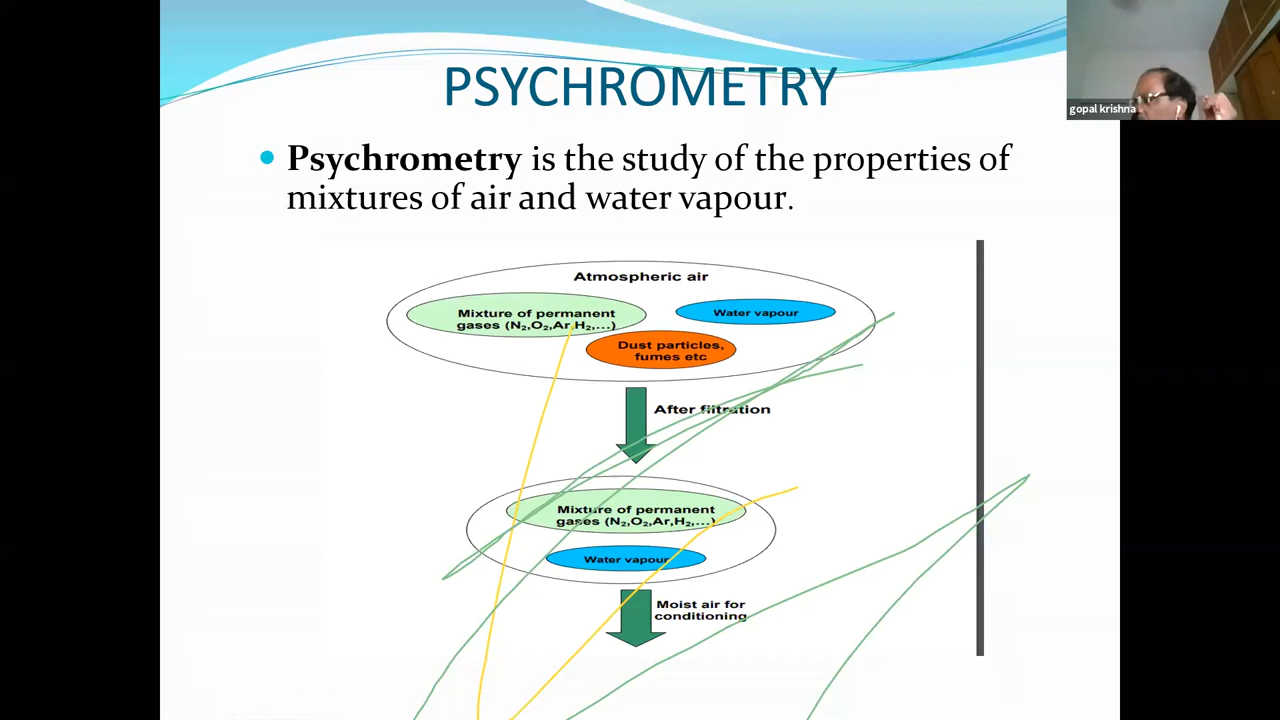 PSYCHROMETRY
gopal krishna
• Psychrometry is the study of the properties of
mixtures of air and water vapour.
Atmospheric air
Mixture of permanent
gases (N₂,O₂,Ar,H₂,...)
Water vapour
Dust particles,
fumes etc
After filtration
Mixture of permanent
gases (N₂,O₂,Ar,H₂,...)
Water vapour
Moist air for
conditioning